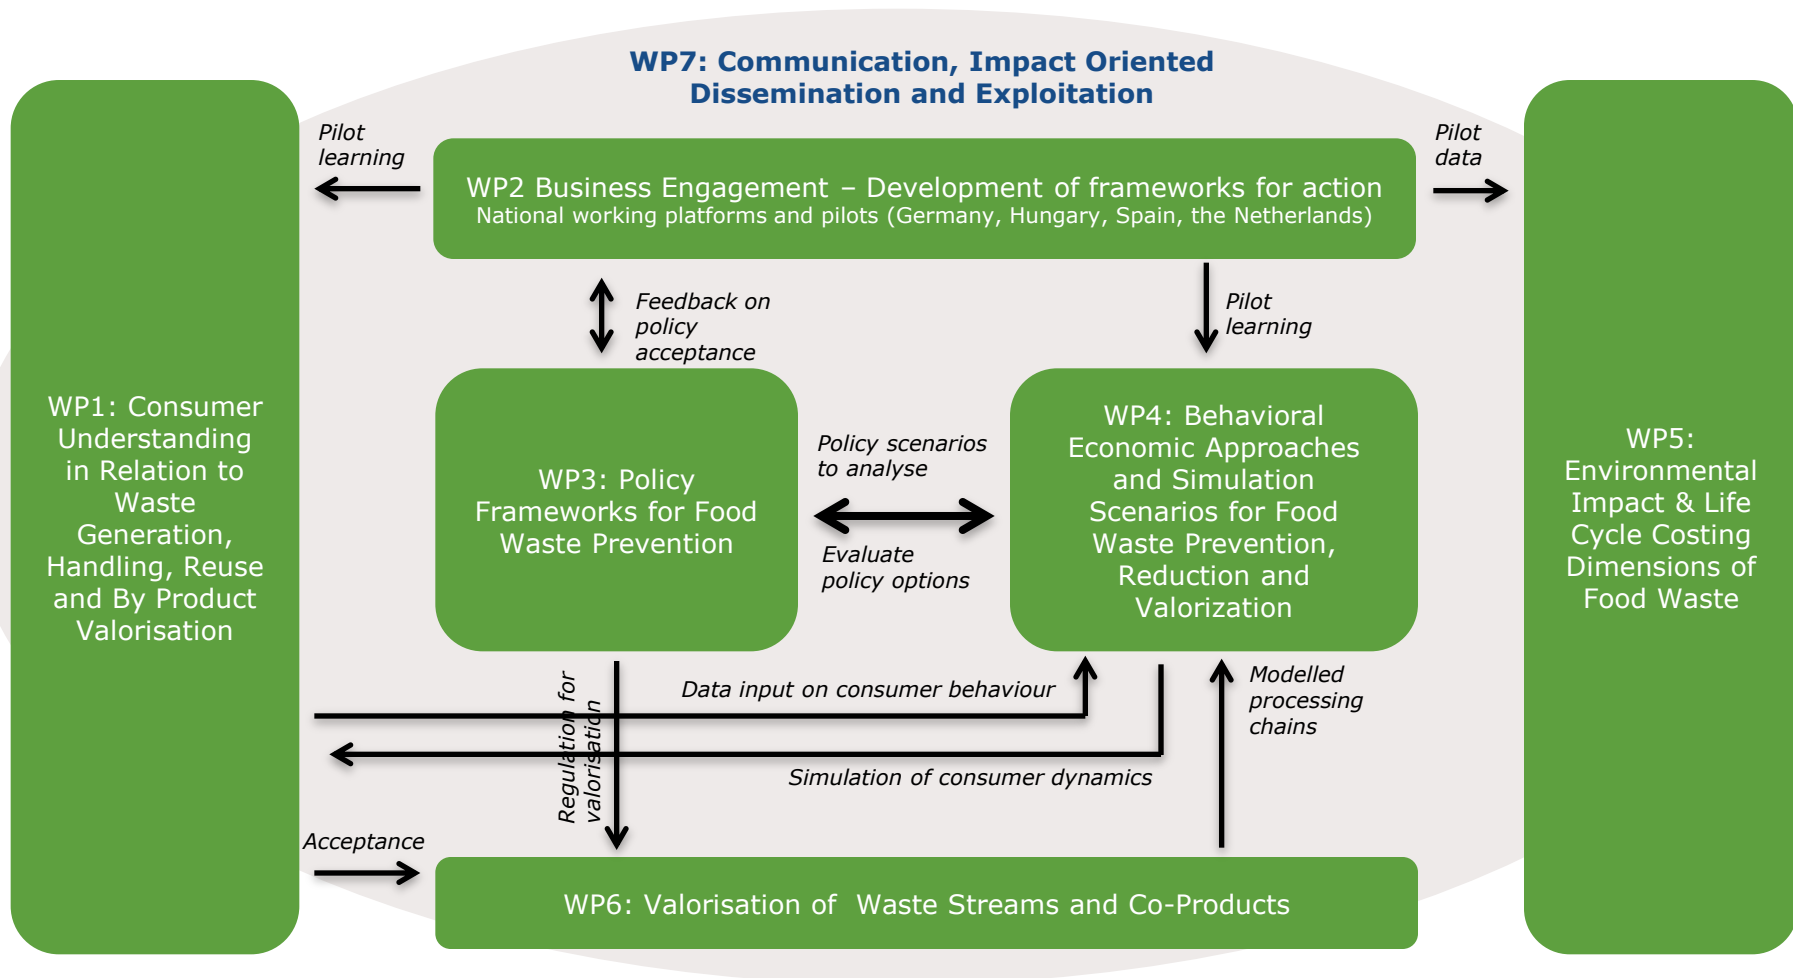 WP7: Communication, Impact Oriented
Dissemination and Exploitation
Pilot
learning
Pilot
data
WP2 Business Engagement – Development of frameworks for action
National working platforms and pilots (Germany, Hungary, Spain, the Netherlands)
Feedback on
policy
acceptance
Pilot
learning
WP1: Consumer
Understanding
in Relation to
Waste
Generation,
Handling, Reuse
and By Product
Valorisation
WP3: Policy
Frameworks for Food
Waste Prevention
Policy scenarios
to analyse
Evaluate
policy options
WP4: Behavioral
Economic Approaches
and Simulation
Scenarios for Food
Waste Prevention,
Reduction and
Valorization
WP5:
Environmental
Impact & Life
Cycle Costing
Dimensions of
Food Waste
Regulation for
valorisation
Data input on consumer behaviour
Modelled
processing
chains
Simulation of consumer dynamics
Acceptance
WP6: Valorisation of  Waste Streams and Co-Products